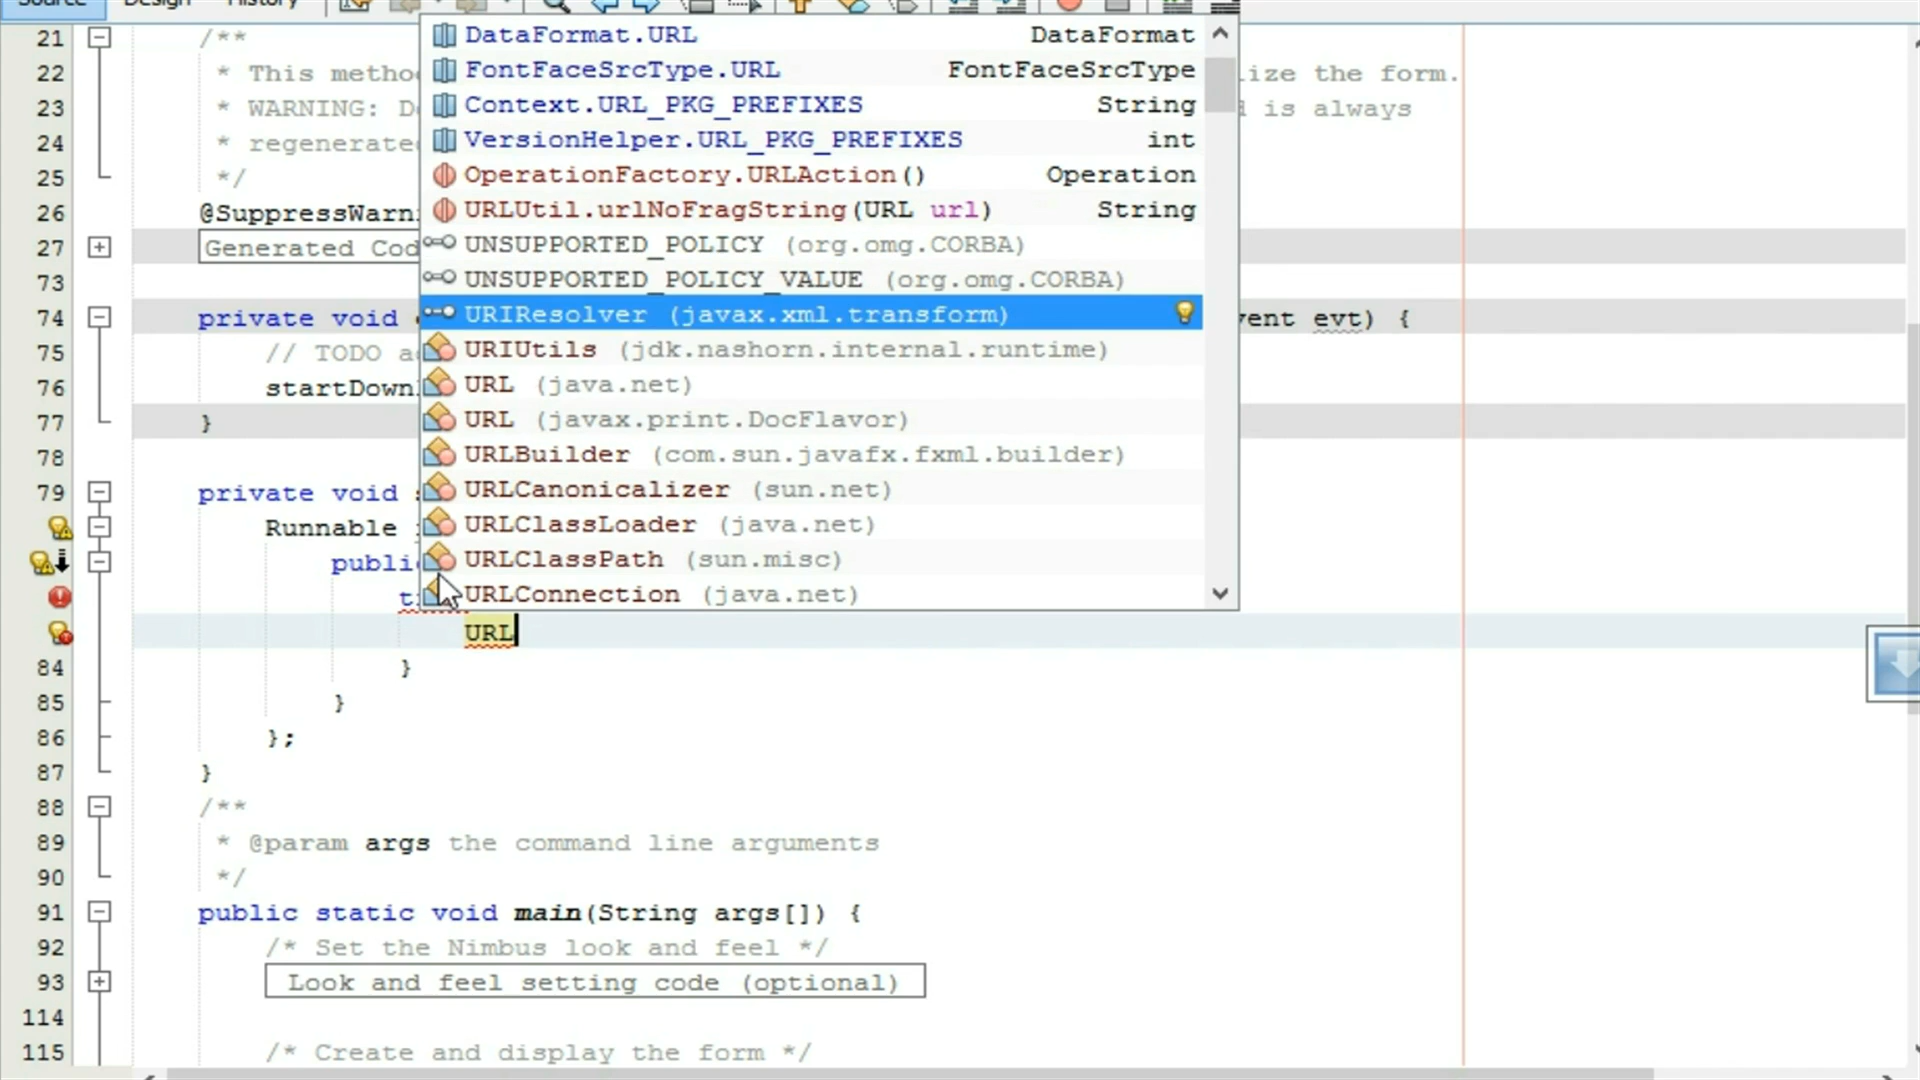 Source Design History
21 /**
22 * This metho ize the form.
23 * WARNING: Do is always
24 * regenerate
25 */
26 @SuppressWarni
27 Generated Cod
73
74 private void vent evt) {
75 // TODO a
76 startDown
77 }
78
79 private void
Runnable
publi
t
URL
84 }
85 }
86 };
87 }
88 /**
89 * @param args the command line arguments
90 */
91 public static void main(String args[]) {
92 /* Set the Nimbus look and feel */
93 Look and feel setting code (optional)
114
115 /* Create and display the form */
DataFormat.URL DataFormat
FontFaceSrcType.URL FontFaceSrcType
Context.URL_PKG_PREFIXES String
VersionHelper.URL_PKG_PREFIXES int
OperationFactory.URLAction() Operation
URLUtil.urlNoFragString(URL url) String
UNSUPPORTED_POLICY (org.omg.CORBA)
UNSUPPORTED_POLICY_VALUE (org.omg.CORBA)
URIResolver (javax.xml.transform)
URIUtils (jdk.nashorn.internal.runtime)
URL (java.net)
URL (javax.print.DocFlavor)
URLBuilder (com.sun.javafx.fxml.builder)
URLCanonicalizer (sun.net)
URLClassLoader (java.net)
URLClassPath (sun.misc)
URLConnection (java.net)